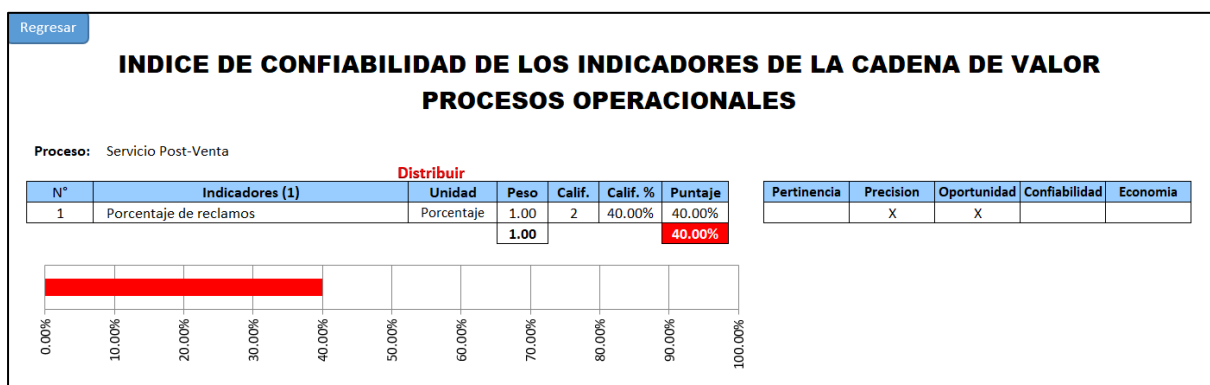 Regresar
INDICE DE CONFIABILIDAD DE LOS INDICADORES DE LA CADENA DE VALOR
PROCESOS OPERACIONALES
Proceso: Servicio Post-Venta
Distribuir
N° Indicadores (1) Unidad Peso Calif. Calif. % Puntaje Pertinencia Precision Oportunidad Confiabilidad Economia
1 Porcentaje de reclamos Porcentaje 1.00 2 40.00% 40.00% X X
1.00 40.00%
0.00% 10.00% 20.00% 30.00% 40.00% 50.00% 60.00% 70.00% 80.00% 90.00% 100.00%